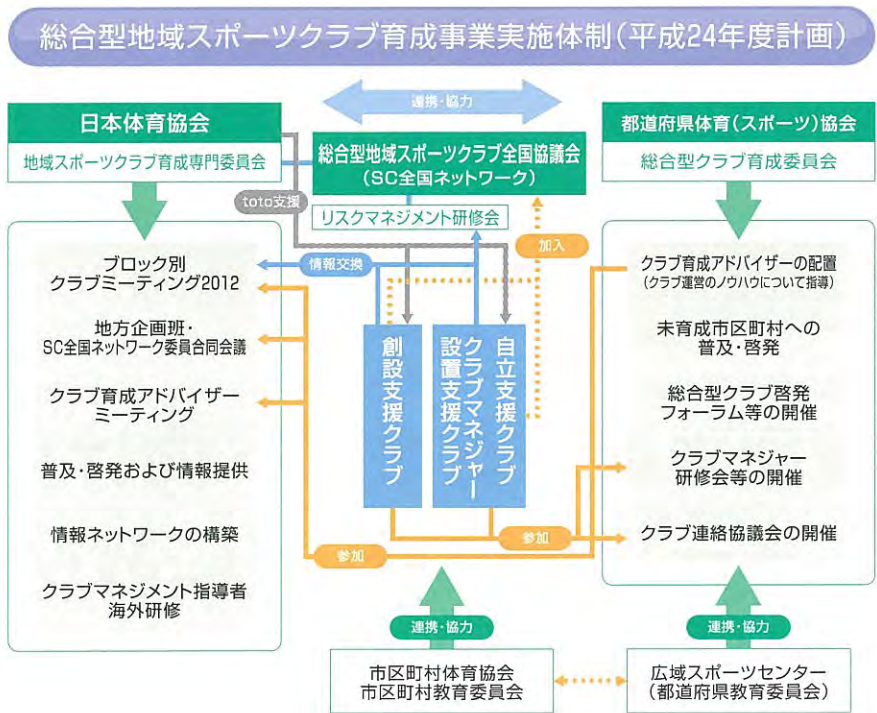 総合型地域スポーツクラブ育成事業実施体制(平成24年度計画)
連携・協力
日本体育協会
地域スポーツクラブ育成専門委員会
総合型地域スポーツクラブ全国協議会
(SC全国ネットワーク)
都道府県体育(スポーツ)協会
総合型クラブ育成委員会
toto支援
リスクマネジメント研修会
加入
情報交換
ブロック別
クラブミーティング2012
地方企画班・
SC全国ネットワーク委員合同会議
クラブ育成アドバイザー
ミーティング
普及・啓発および情報提供
情報ネットワークの構築
クラブマネジメント指導者
海外研修
創設支援クラブ
自立支援クラブ
クラブマネジャー
設置支援クラブ
クラブ育成アドバイザーの配置
(クラブ運営のノウハウについて指導)
未育成市区町村への
普及・啓発
総合型クラブ啓発
フォーラム等の開催
クラブマネジャー
研修会等の開催
クラブ連絡協議会の開催
参加
参加
連携・協力
連携・協力
市区町村体育協会
市区町村教育委員会
広域スポーツセンター
(都道府県教育委員会)